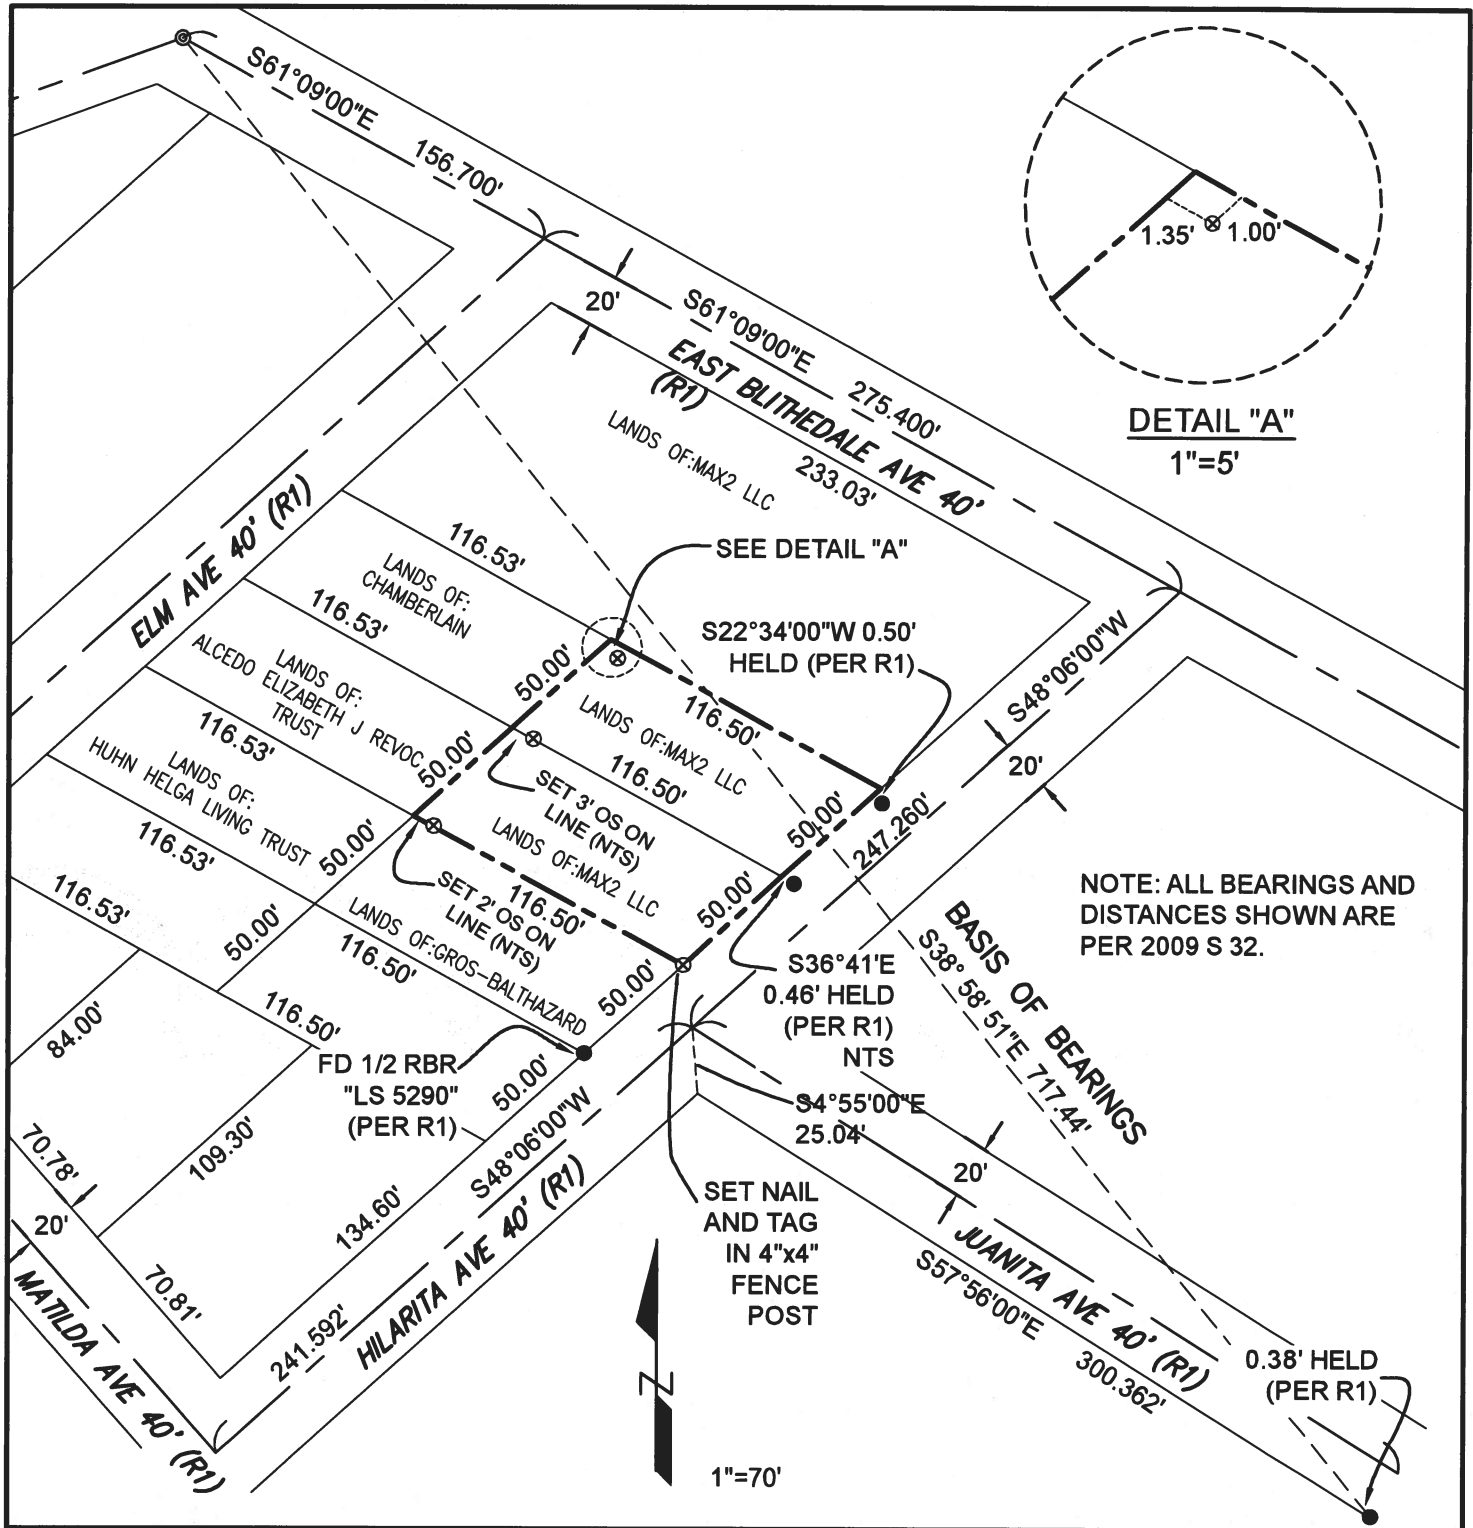 S61°09'00"E
156.700'
20'
S61°09'00"E
275.400'
EAST BLITHEDALE AVE 40'
(R1)
233.03'
LANDS OF:MAX2 LLC
1.35'
1.00'
DETAIL "A"
1"=5'
ELM AVE 40' (R1)
116.53'
SEE DETAIL "A"
LANDS OF:
CHAMBERLAIN
116.53'
S22°34'00"W 0.50'
HELD (PER R1)
S48°06'00"W
20'
247.260'
50.00'
LANDS OF:MAX2 LLC
116.50'
LANDS OF:
ALCEDO ELIZABETH J REVOC
TRUST
116.53'
50.00'
116.50'
SET 3' OS ON
LINE (NTS)
50.00'
LANDS OF:
HUHN HELGA LIVING TRUST
116.53'
50.00'
LANDS OF:MAX2 LLC
116.50'
SET 2' OS ON
LINE (NTS)
50.00'
NOTE: ALL BEARINGS AND
DISTANCES SHOWN ARE
PER 2009 S 32.
116.53'
50.00'
LANDS OF:GROS-BALTHAZARD
116.50'
50.00'
S36°41'E
0.46' HELD
(PER R1)
NTS
BASIS OF BEARINGS
S38° 58' 51"E 717.44'
84.00'
116.50'
FD 1/2 RBR
"LS 5290"
(PER R1)
50.00'
S4°55'00"E
25.04'
70.78'
109.30'
S48°06'00"W
20'
134.60'
HILARITA AVE 40' (R1)
SET NAIL
AND TAG
IN 4"x4"
FENCE
POST
20'
JUANITA AVE 40' (R1)
S57°56'00"E
300.362'
MATILDA AVE 40' (R1)
70.81'
241.592'
0.38' HELD
(PER R1)
1"=70'